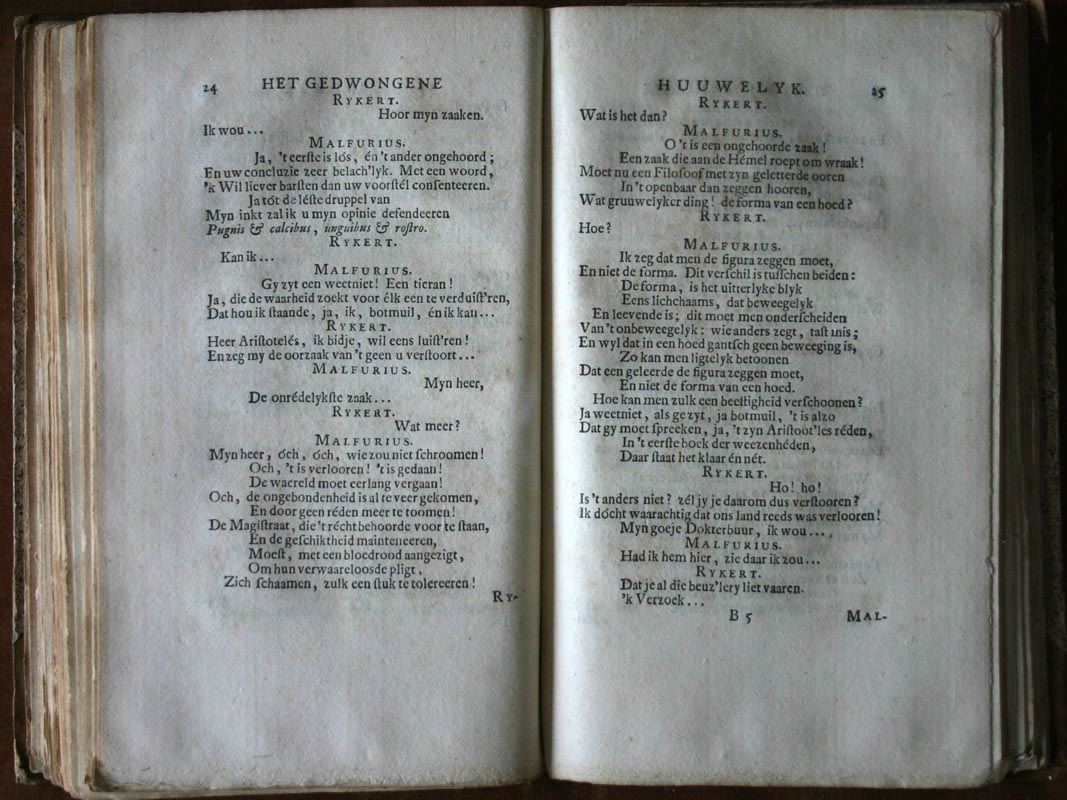 24 HET GEDWONGENE
RYKERT.
Hoor myn zaaken.
Ik wou...
MALFURIUS.
Ja, 't eerſte is lós, én 't ander ongehoord;
En uw concluzie zeer belach'lyk. Met een woord,
'k Wil liever barſten dan uw voorſtél conſenteeren.
Ja tót de léſte druppel van
Myn inkt zal ik u myn opinie defendeeren
Pugnis & calcibus, unguibus & roſtro.
RYKERT.
Kan ik...
MALFURIUS.
Gy zyt een weetniet! Een tieran!
Ja, die de waarheid zoekt voor élk een te verduiſt'ren,
Dat hou ik ſtaande, ja, ik, botmuil, én ik kan...
RYKERT.
Heer Ariſtotelés, ik bidje, wil eens luiſt'ren!
En zeg my de oorzaak van 't geen u verſtoort...
MALFURIUS.
Myn heer,
De onrédelykſte zaak...
RYKERT.
Wat meer?
MALFURIUS.
Myn heer, óch, óch, wie zou niet ſchroomen!
Och, 't is verlooren! 't is gedaan!
De waereld moet eerlang vergaan!
Och, de ongebondenheid is al te veer gekomen,
En door geen réden meer te toomen!
De Magiſtraat, die 't récht behoorde voor te ſtaan,
En de geſchiktheid mainteneeren,
Moeſt, met een bloedrood aangezigt,
Om hun verwaareloosde pligt,
Zich ſchaamen, zulk een ſtuk te tolereeren!
RY-
HUUWELYK. 25
RYKERT.
Wat is het dan?
MALFURIUS.
O 't is een ongehoorde zaak!
Een zaak die aan de Hémel roept om wraak!
Moet nu een Filoſoof met zyn geletterde ooren
In 't openbaar dan zeggen hooren,
Wat gruuwelyker ding! de forma van een hoed?
RYKERT.
Hoe?
MALFURIUS.
Ik zeg dat men de figura zeggen moet,
En niet de forma. Dit verſchil is tuſſchen beiden:
De forma, is het uitterlyke blyk
Eens lichchaams, dat beweegelyk
En leevende is; dit moet men onderſcheiden
Van 't onbeweegelyk: wie anders zegt, taſt mis;
En wyl dat in een hoed gantſch geen beweeging is,
Zo kan men ligtelyk betoonen
Dat een geleerde de figura zeggen moet,
En niet de forma van een hoed.
Hoe kan men zulk een beeſtigheid verſchoonen?
Ja weetniet, als ge zyt, ja botmuil, 't is alzo
Dat gy moet ſpreeken, ja, 't zyn Ariſtoot'les réden,
In 't eerſte boek der weezenhéden,
Daar ſtaat het klaar én nét.
RYKERT.
Ho! ho!
Is 't anders niet? zél jy je daarom dus verſtooren?
Ik dócht waarachtig dat ons land reeds was verlooren!
Myn goeje Dokterbuur, ik wou...
MALFURIUS.
Had ik hem hier, zie daar ik zou...
RYKERT.
Dat je al die beuz'lery liet vaaren.
'k Verzoek...
B 5 MAL-